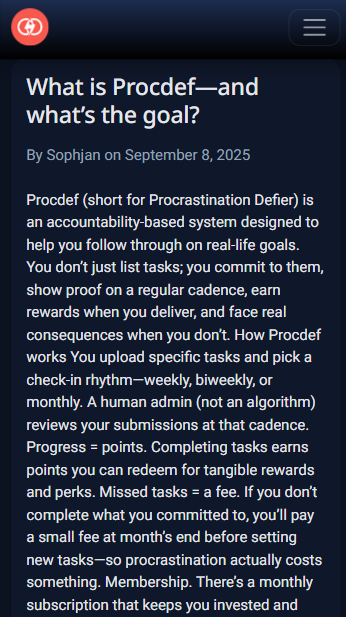 What is Procdef—and
what’s the goal?
By Sophjan on September 8, 2025
Procdef (short for Procrastination Defier) is
an accountability-based system designed to
help you follow through on real-life goals.
You don’t just list tasks; you commit to them,
show proof on a regular cadence, earn
rewards when you deliver, and face real
consequences when you don’t. How Procdef
works You upload specific tasks and pick a
check-in rhythm—weekly, biweekly, or
monthly. A human admin (not an algorithm)
reviews your submissions at that cadence.
Progress = points. Completing tasks earns
points you can redeem for tangible rewards
and perks. Missed tasks = a fee. If you don’t
complete what you committed to, you’ll pay
a small fee at month’s end before setting
new tasks—so procrastination actually costs
something. Membership. There’s a monthly
subscription that keeps you invested and